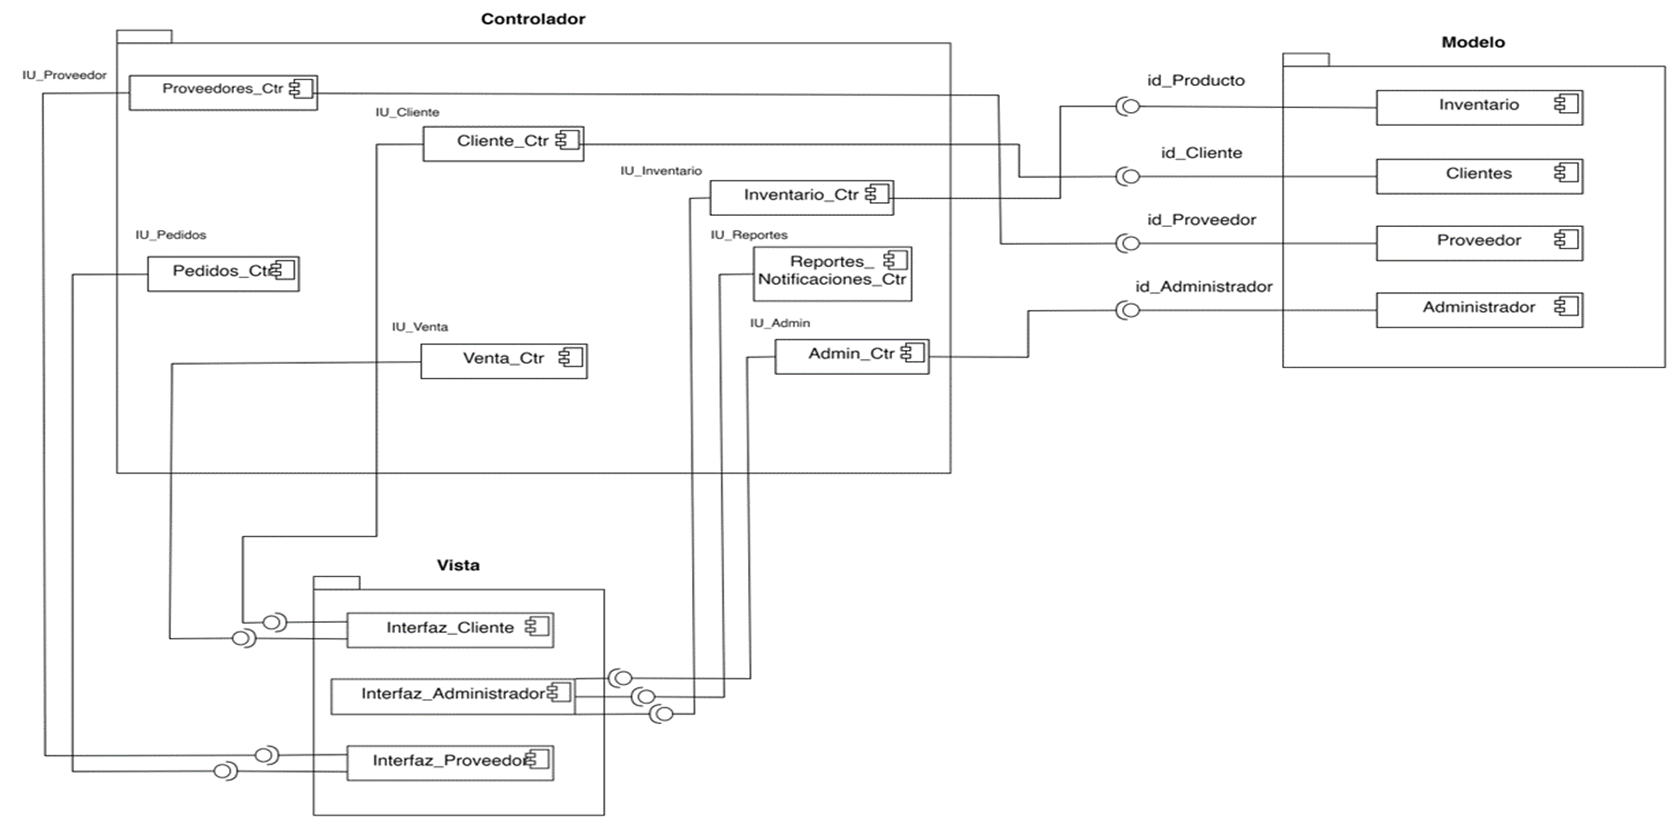 Controlador
IU_Proveedor
Proveedores_Ctr
IU_Cliente
Cliente_Ctr
IU_Inventario
Inventario_Ctr
IU_Pedidos
Pedidos_Ctr
IU_Reportes
Reportes_
Notificaciones_Ctr
IU_Venta
Venta_Ctr
IU_Admin
Admin_Ctr
Modelo
id_Producto
Inventario
id_Cliente
Clientes
id_Proveedor
Proveedor
id_Administrador
Administrador
Vista
Interfaz_Cliente
Interfaz_Administrador
Interfaz_Proveedor